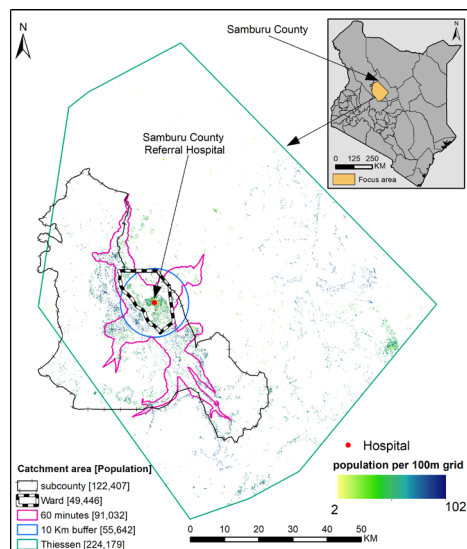 N
Samburu County
N
Samburu County
Referral Hospital
0 125 250
KM
Focus area
Hospital
Catchment area [Population]
subcounty [122,407]
Ward [49,446]
60 minutes [91,032]
10 Km buffer [55,642]
Thiessen [224,179]
population per 100m grid
2 102
0 10 20 30 40 50
KM